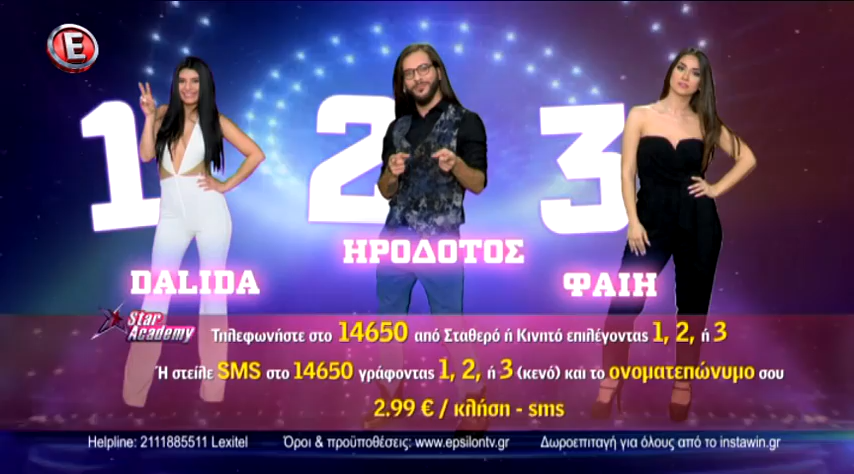 E
1 2 3
DALIDA
ΗΡΟΔΟΤΟΣ
ΦΑΙΗ
Star
Academy
Τηλεφωνήστε στο 14650 από Σταθερό ή Κινητό επιλέγοντας 1, 2, ή 3
Ή στείλε SMS στο 14650 γράφοντας 1, 2, ή 3 (κενό) και το ονοματεπώνυμο σου
2.99 € / κλήση - sms
Helpline: 2111885511 Lexitel Όροι & προϋποθέσεις: www.epsilontv.gr Δωροεπιταγή για όλους από το instawin.gr